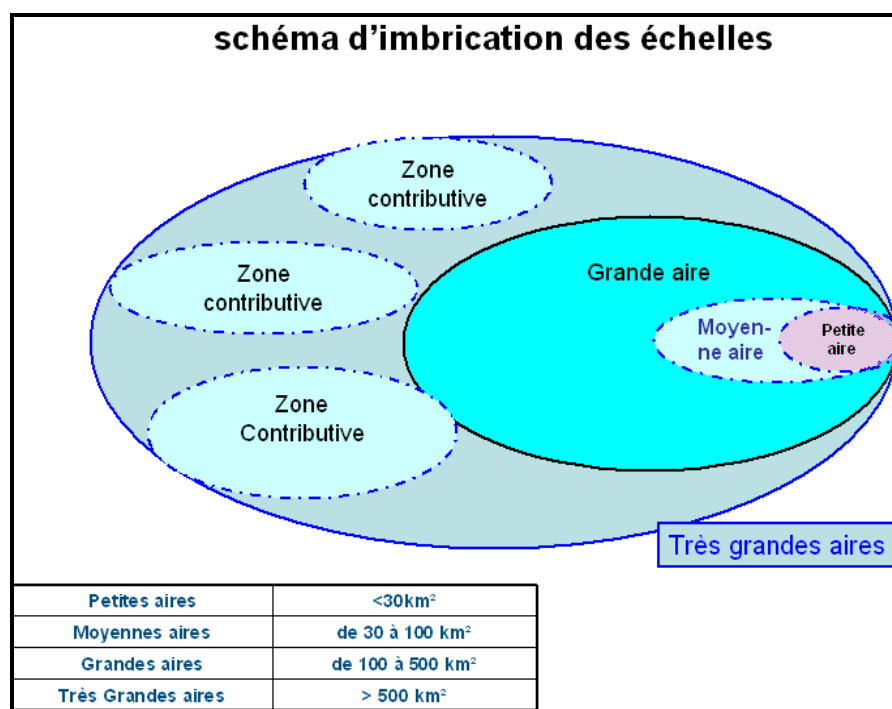 schéma d'imbrication des échelles
Zone
contributive
Zone
contributive
Zone
Contributive
Grande aire
Moyen-
ne aire
Petite
aire
Très grandes aires
Petites aires <30km²
Moyennes aires de 30 à 100 km²
Grandes aires de 100 à 500 km²
Très Grandes aires > 500 km²